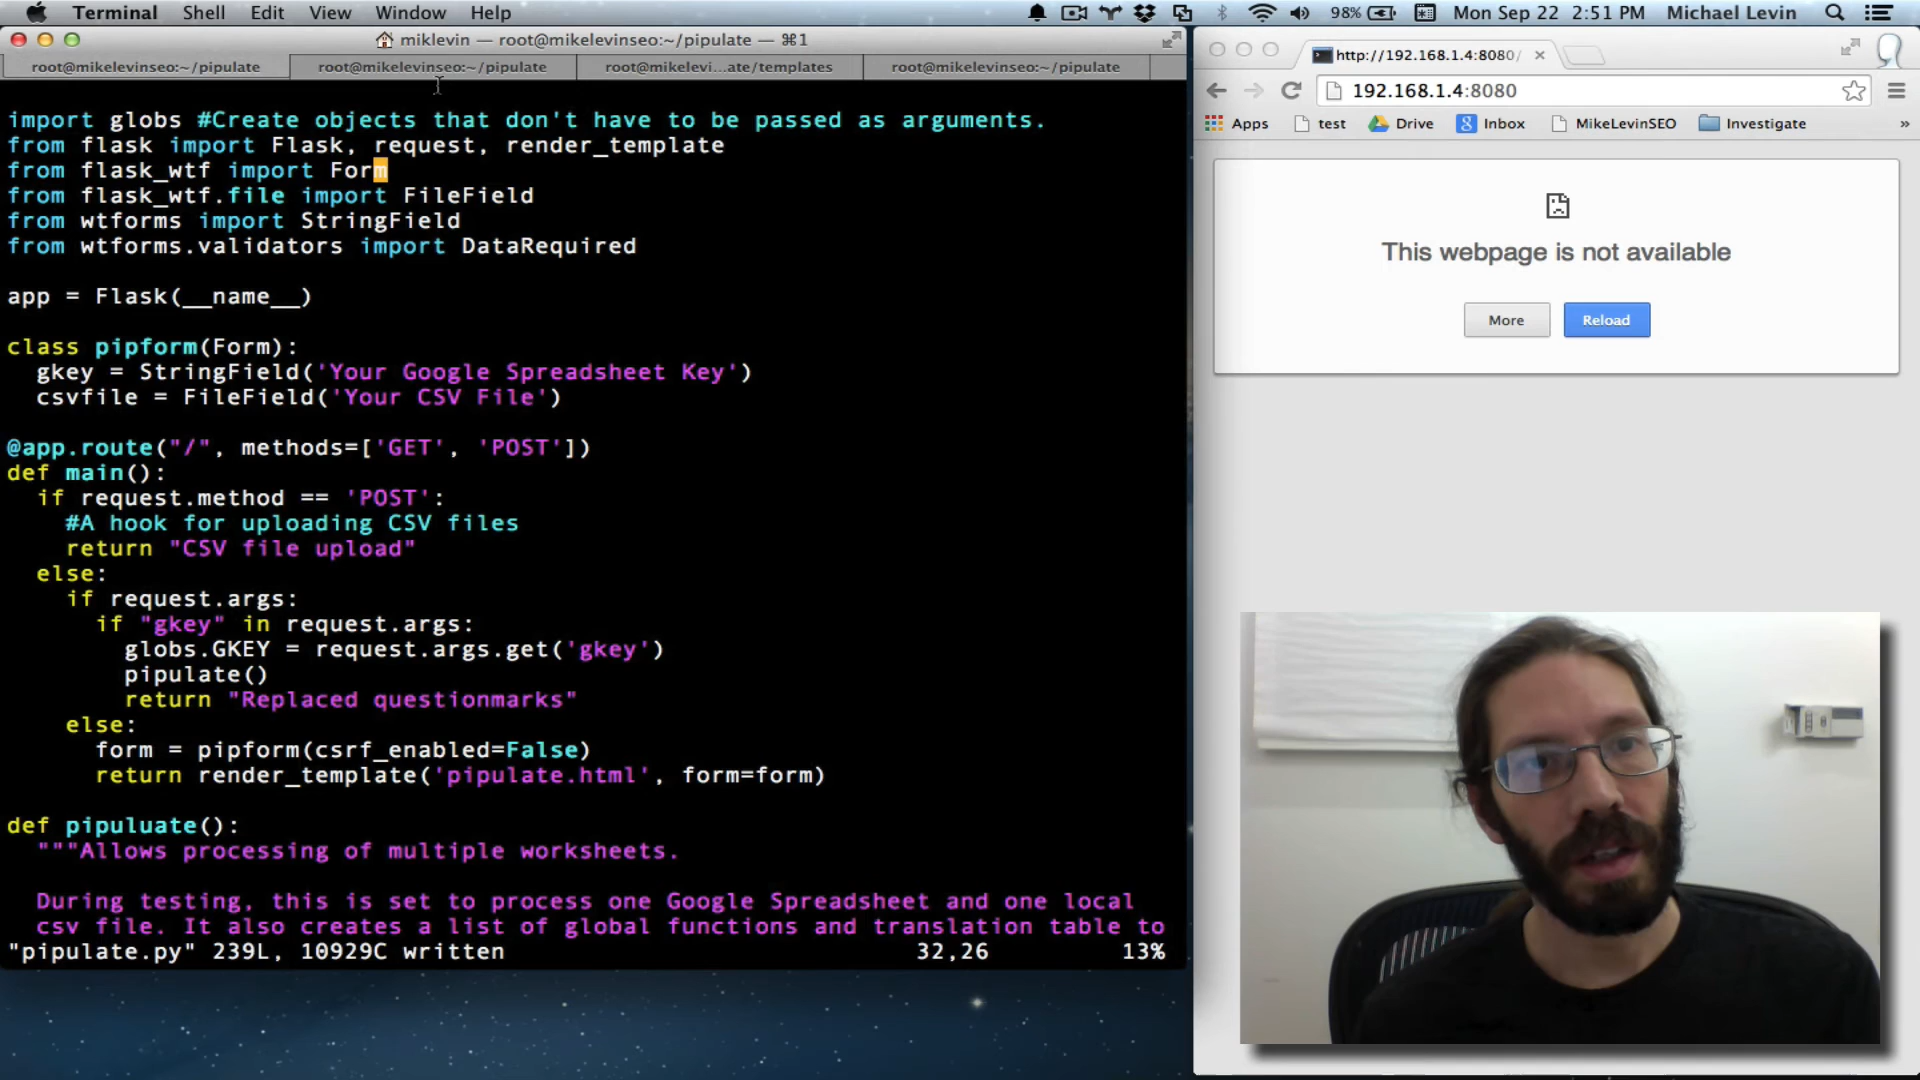 Terminal Shell Edit View Window Help
98% Mon Sep 22 2:51 PM Michael Levin
miklevin — root@mikelevinseo:~/pipulate — ⌘1
root@mikelevinseo:~/pipulate
root@mikelevinseo:~/pipulate
root@mikelevi...ate/templates
root@mikelevinseo:~/pipulate
import globs #Create objects that don't have to be passed as arguments.
from flask import Flask, request, render_template
from flask_wtf import Form
from flask_wtf.file import FileField
from wtforms import StringField
from wtforms.validators import DataRequired
app = Flask(__name__)
class pipform(Form):
gkey = StringField('Your Google Spreadsheet Key')
csvfile = FileField('Your CSV File')
@app.route("/", methods=['GET', 'POST'])
def main():
if request.method == 'POST':
#A hook for uploading CSV files
return "CSV file upload"
else:
if request.args:
if "gkey" in request.args:
globs.GKEY = request.args.get('gkey')
pipulate()
return "Replaced questionmarks"
else:
form = pipform(csrf_enabled=False)
return render_template('pipulate.html', form=form)
def pipuluate():
"""Allows processing of multiple worksheets.
During testing, this is set to process one Google Spreadsheet and one local
csv file. It also creates a list of global functions and translation table to
"pipulate.py" 239L, 10929C written 32,26 13%
http://192.168.1.4:8080/
192.168.1.4:8080
Apps test Drive Inbox MikeLevinSEO Investigate »
This webpage is not available
More Reload